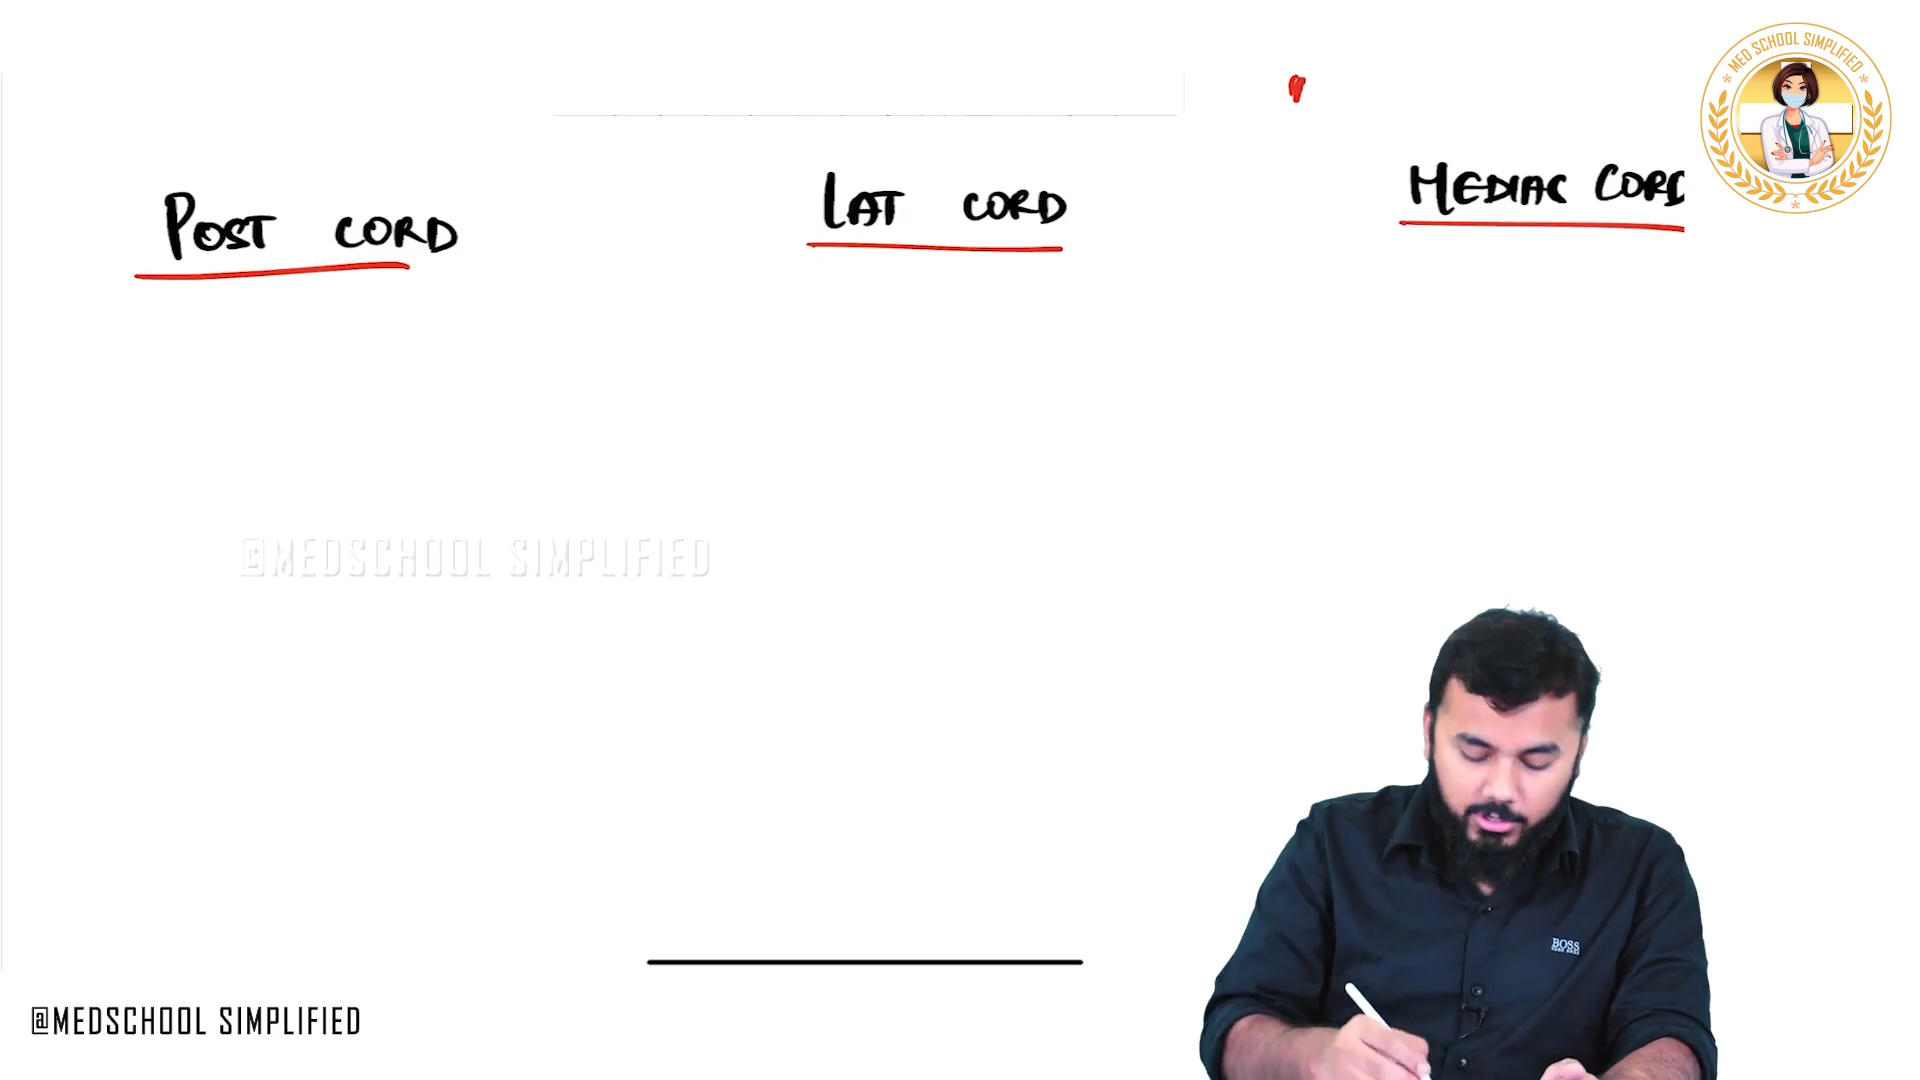 MED SCHOOL SIMPLIFIED
POST CORD
LAT CORD
MEDIAL CORD
@MEDSCHOOL SIMPLIFIED
BOSS
@MEDSCHOOL SIMPLIFIED